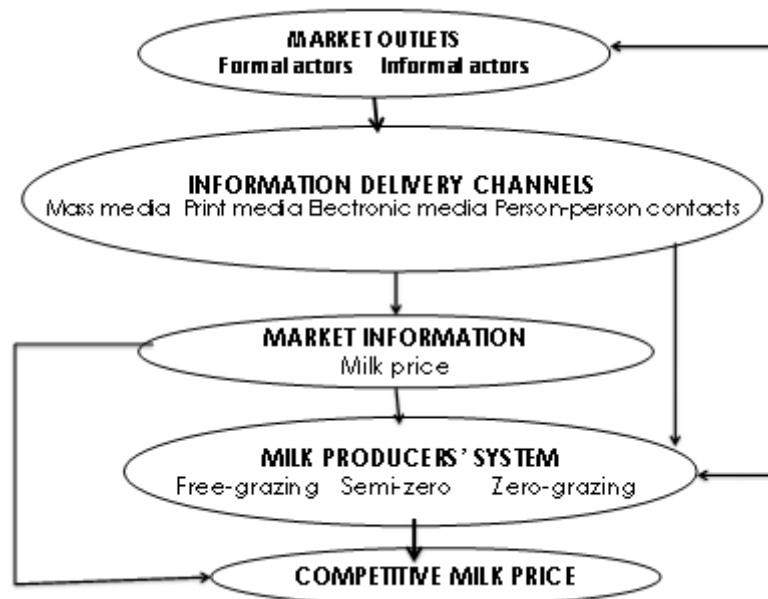 MARKET OUTLETS
Formal actors Informal actors
INFORMATION DELIVERY CHANNELS
Mass media Print media Electronic media Person-person contacts
MARKET INFORMATION
Milk price
MILK PRODUCERS' SYSTEM
Free-grazing Semi-zero Zero-grazing
COMPETITIVE MILK PRICE